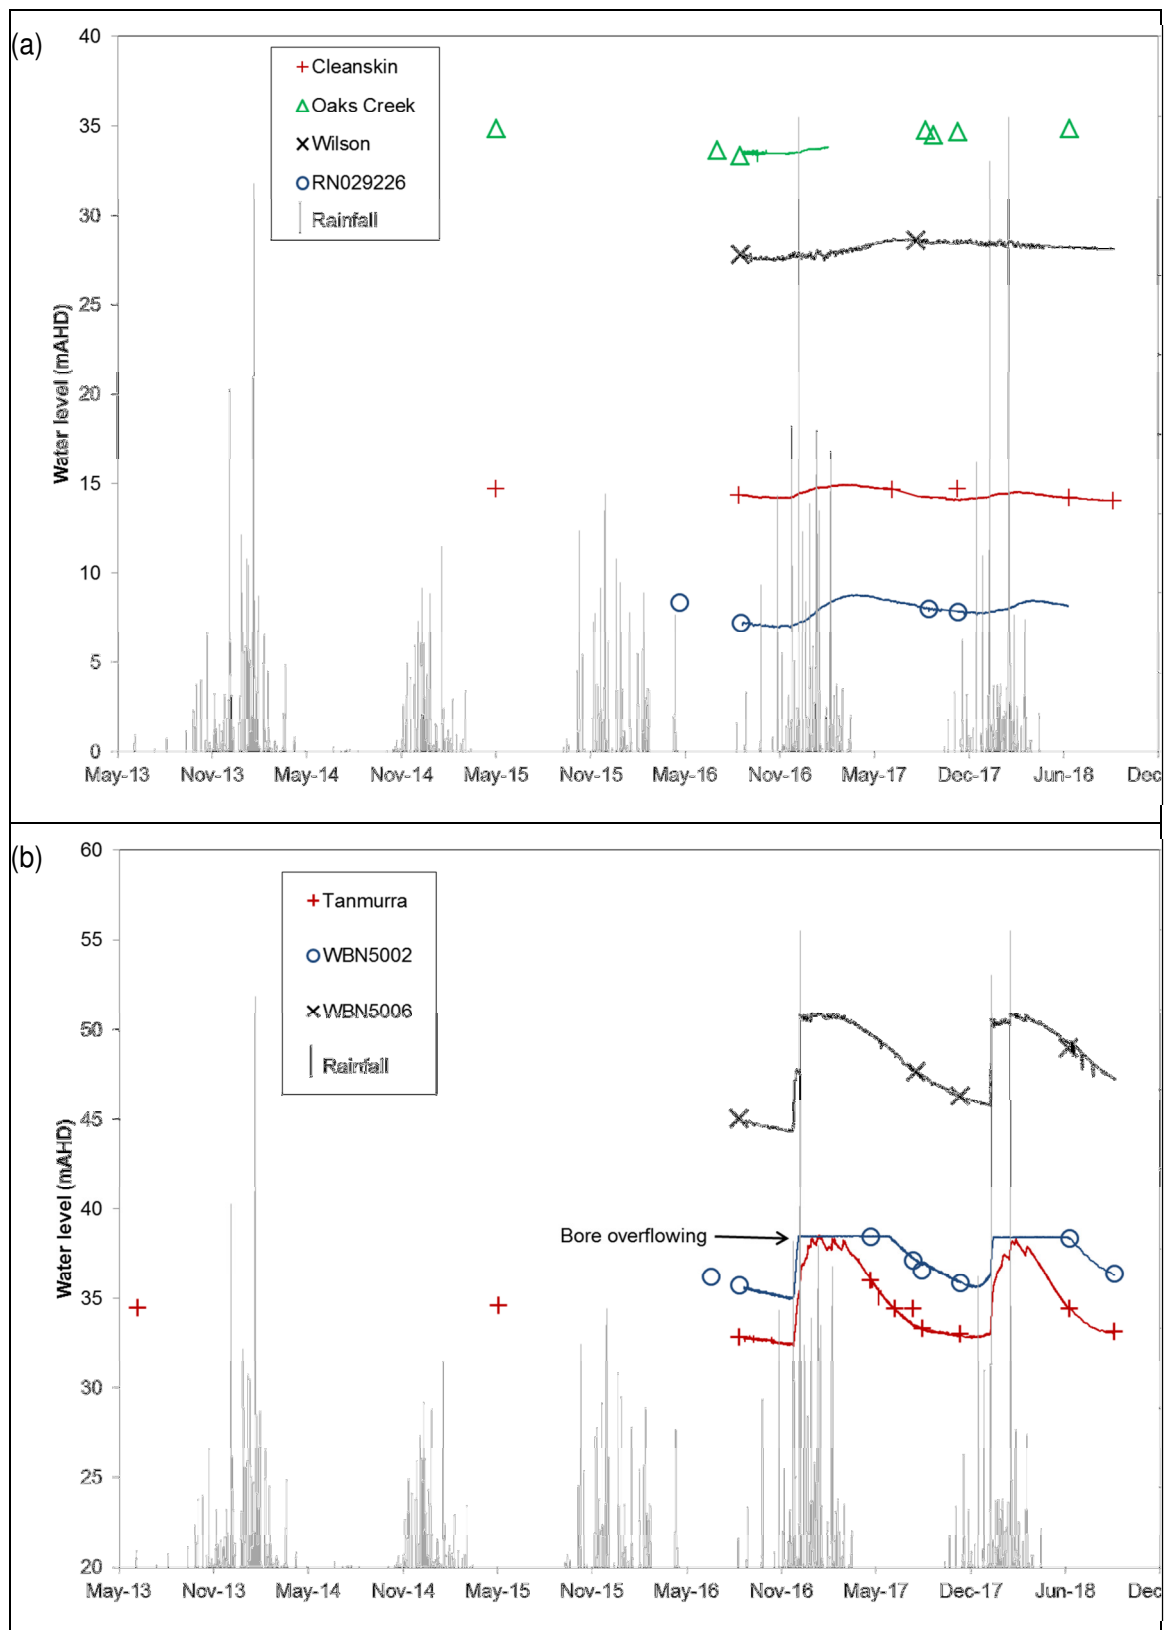 (a)
40
35
30
25
20
15
10
5
0
Water level (mAHD)
Cleanskin
Oaks Creek
Wilson
RN029226
Rainfall
May-13 Nov-13 May-14 Nov-14 May-15 Nov-15 May-16 Nov-16 May-17 Dec-17 Jun-18 Dec
(b)
60
55
50
45
40
35
30
25
20
Water level (mAHD)
Tanmurra
WBN5002
WBN5006
Rainfall
Bore overflowing
May-13 Nov-13 May-14 Nov-14 May-15 Nov-15 May-16 Nov-16 May-17 Dec-17 Jun-18 Dec